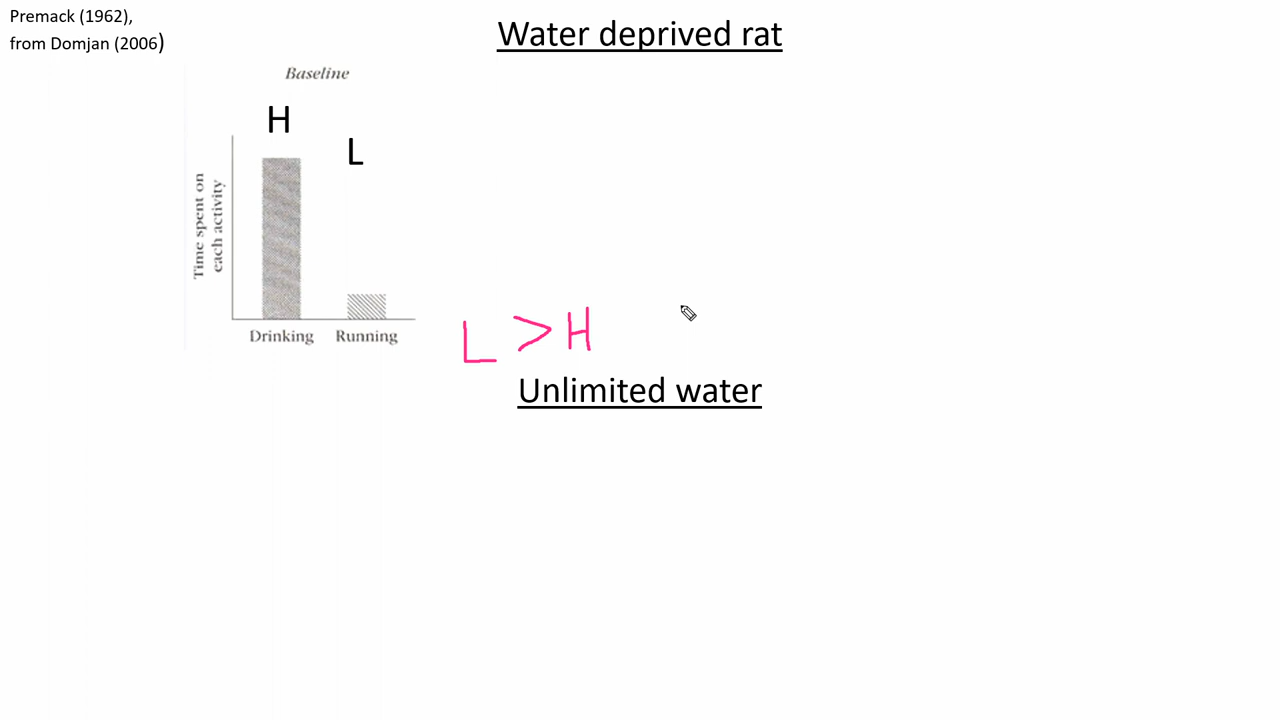 Premack (1962),
from Domjan (2006)
Water deprived rat
Baseline
H
L
Time spent on
each activity
Drinking Running
L > H
Unlimited water